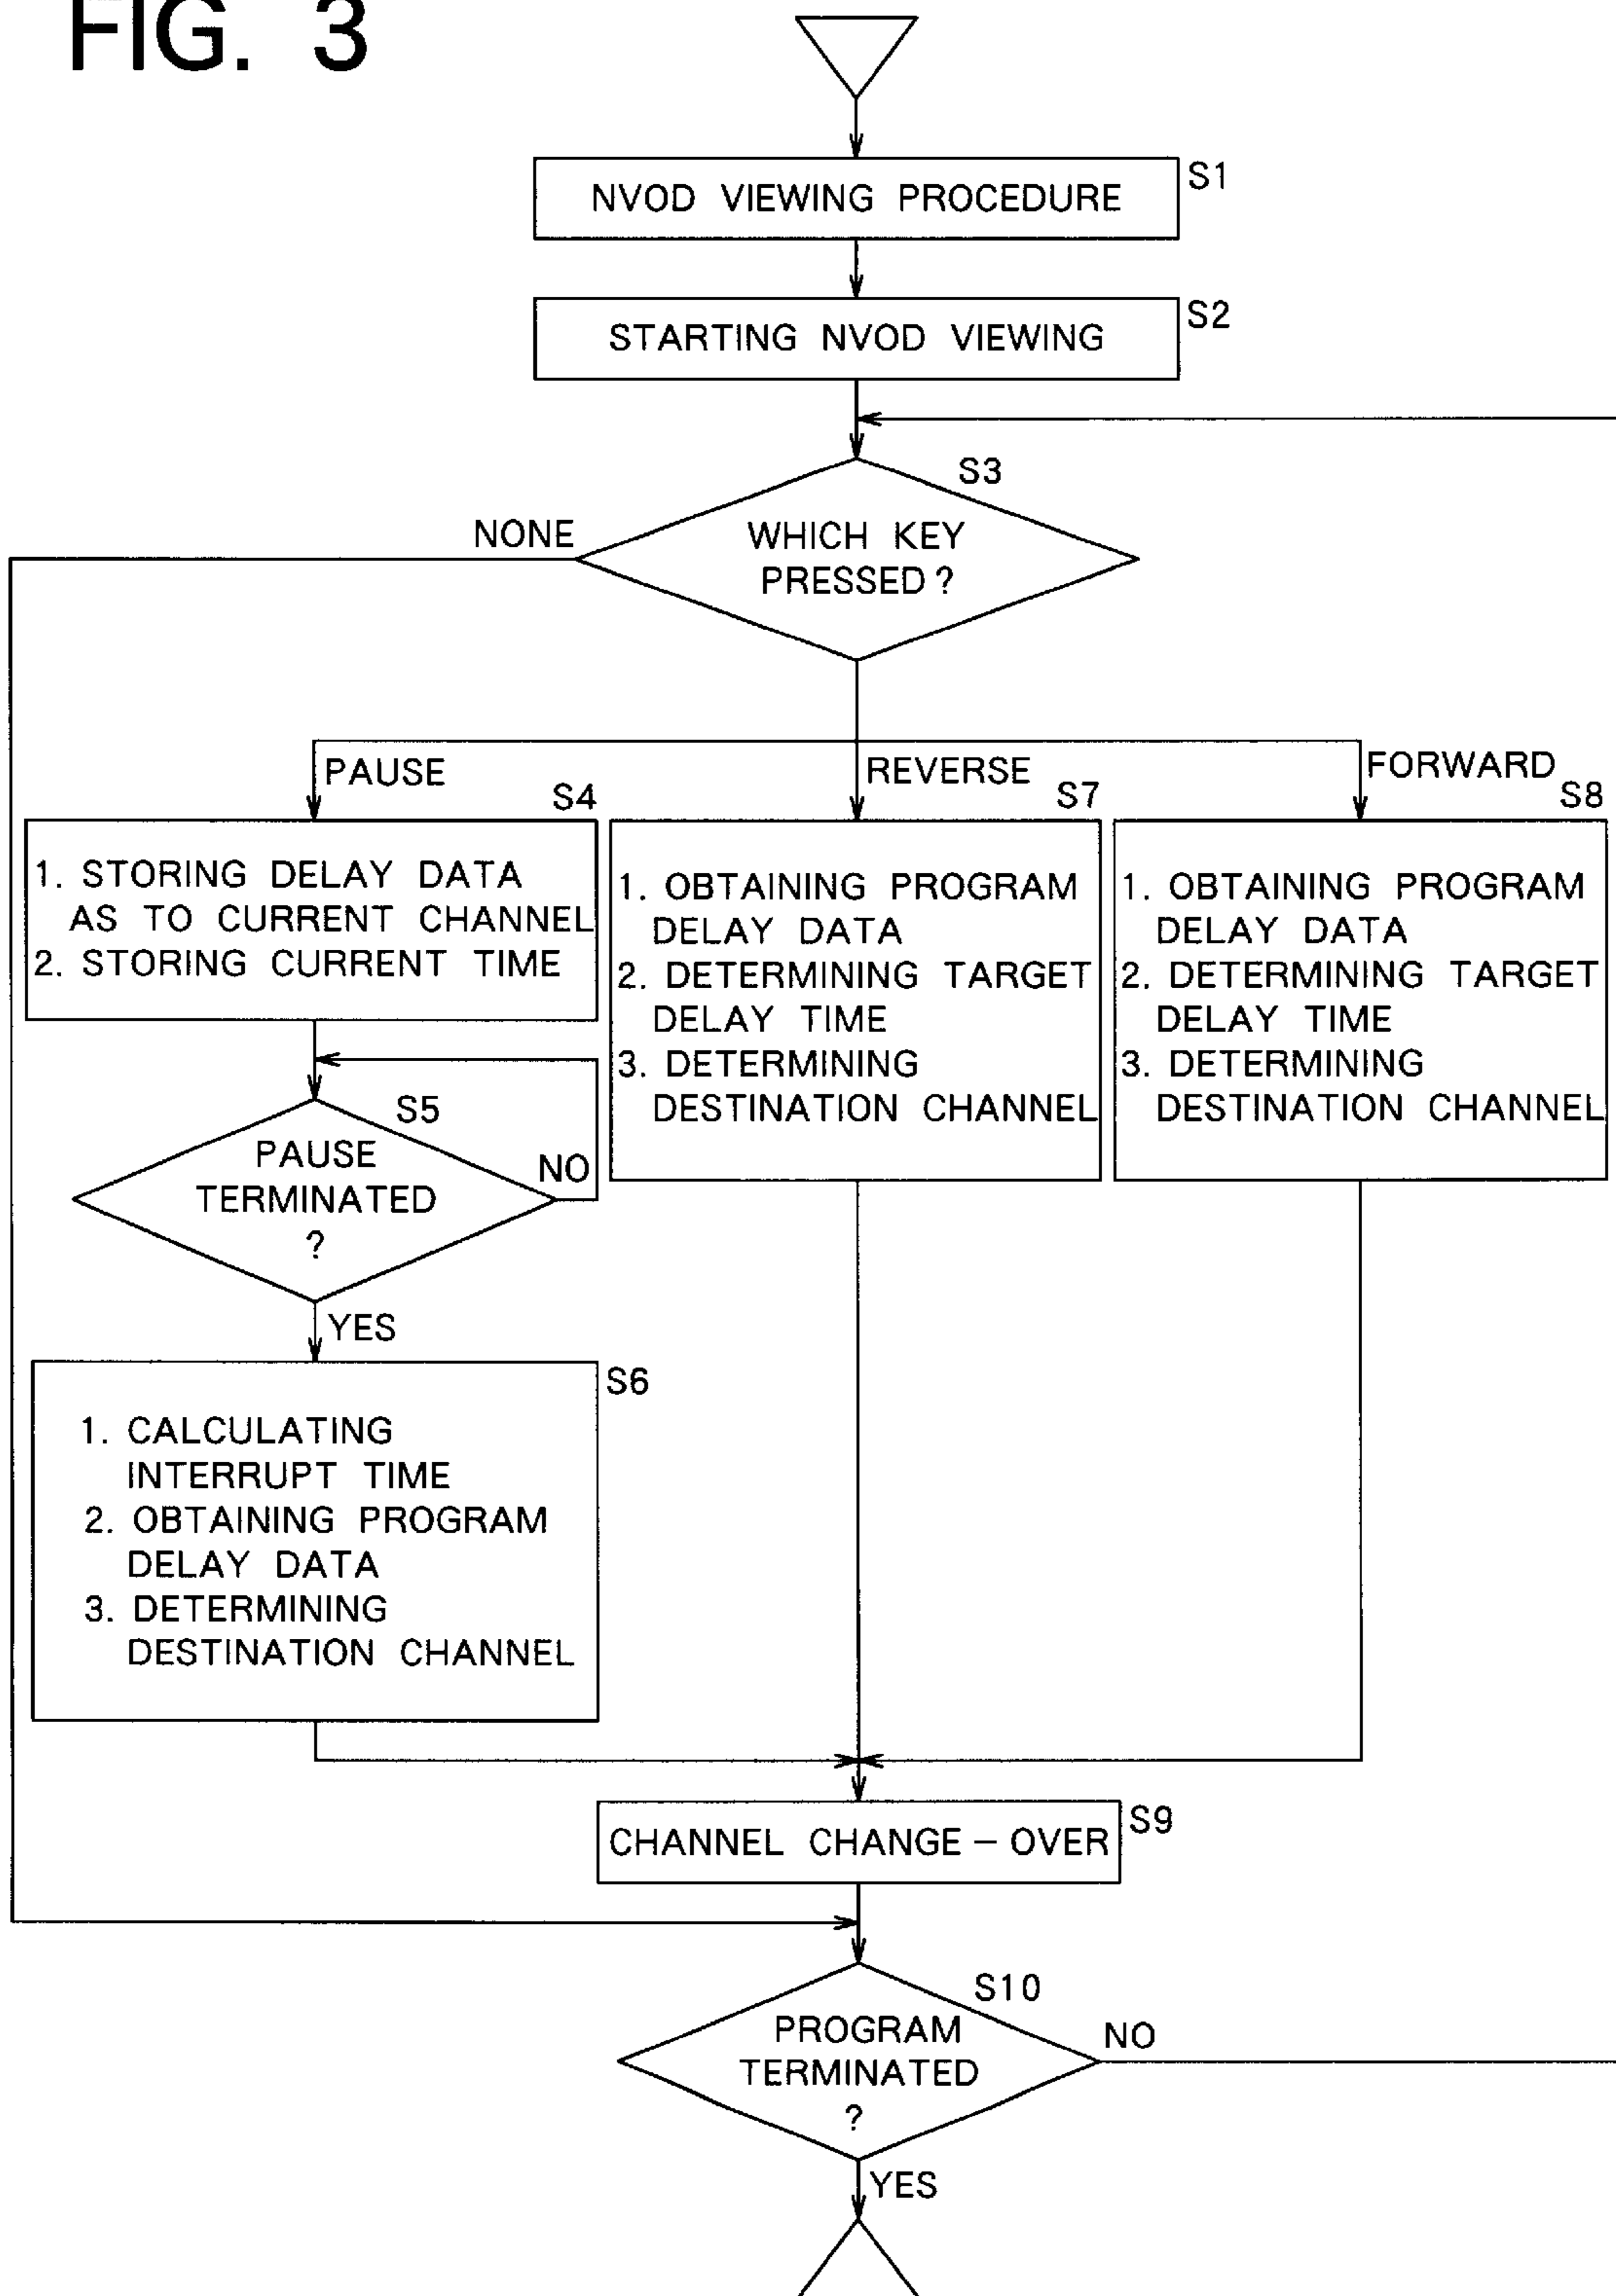 FIG. 3
NVOD VIEWING PROCEDURE
S1
STARTING NVOD VIEWING
S2
S3
NONE
WHICH KEY
PRESSED ?
PAUSE
REVERSE
FORWARD
S4
1. STORING DELAY DATA
AS TO CURRENT CHANNEL
2. STORING CURRENT TIME
S7
1. OBTAINING PROGRAM
DELAY DATA
2. DETERMINING TARGET
DELAY TIME
3. DETERMINING
DESTINATION CHANNEL
S8
1. OBTAINING PROGRAM
DELAY DATA
2. DETERMINING TARGET
DELAY TIME
3. DETERMINING
DESTINATION CHANNEL
S5
PAUSE
TERMINATED
?
NO
YES
S6
1. CALCULATING
INTERRUPT TIME
2. OBTAINING PROGRAM
DELAY DATA
3. DETERMINING
DESTINATION CHANNEL
CHANNEL CHANGE – OVER
S9
S10
PROGRAM
TERMINATED
?
NO
YES